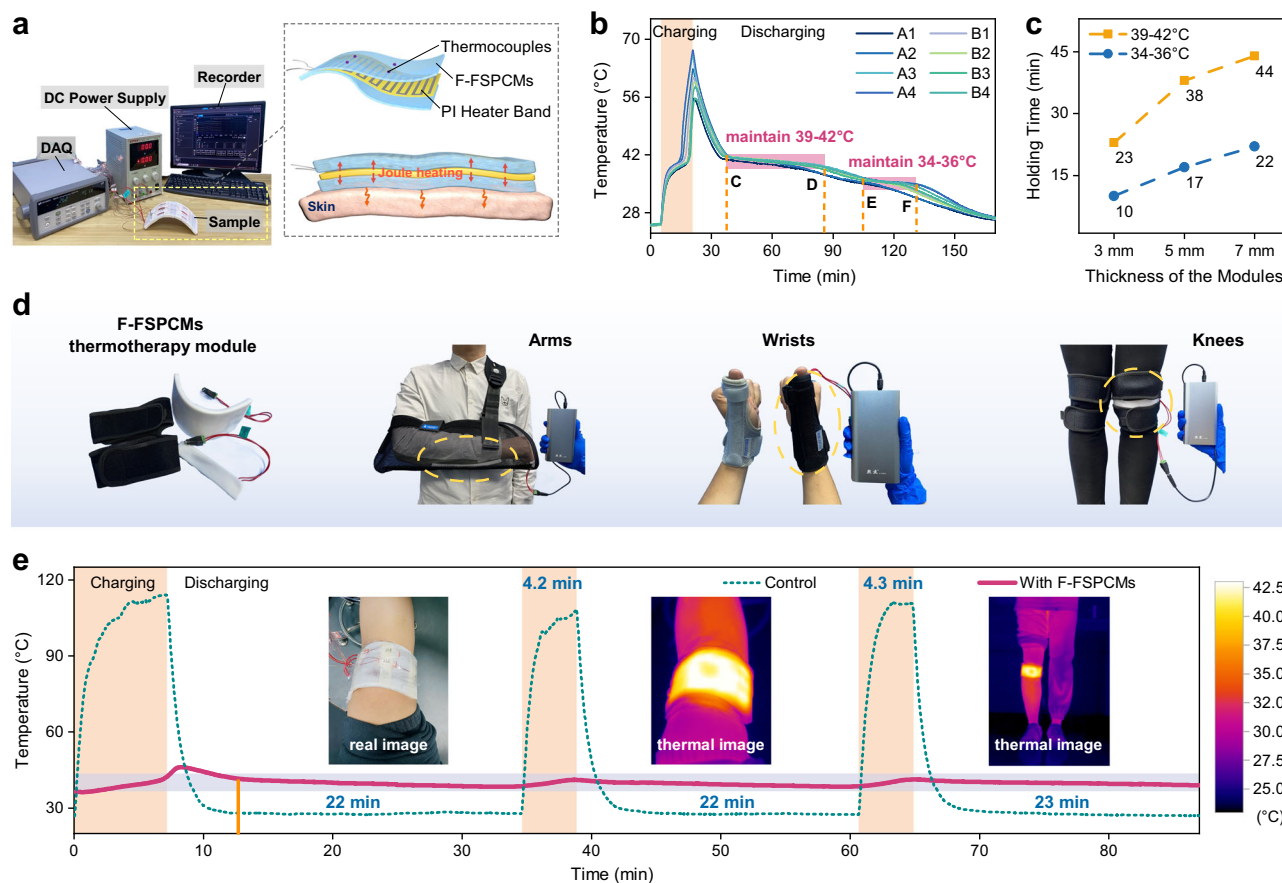 a
Thermocouples
F-FSPCMs
PI Heater Band
Recorder
DC Power Supply
DAQ
Sample
Joule heating
Skin
b
Charging
Discharging
A1
B1
A2
B2
A3
B3
A4
B4
maintain 39-42°C
maintain 34-36°C
C
D
E
F
70
56
42
28
Temperature (°C)
0
30
60
90
120
150
Time (min)
c
39-42°C
34-36°C
45
30
15
Holding Time (min)
23
38
44
10
17
22
3 mm
5 mm
7 mm
Thickness of the Modules
d
F-FSPCMs
thermotherapy module
Arms
Wrists
Knees
e
120
90
60
30
Temperature (°C)
Charging
Discharging
4.2 min
Control
4.3 min
With F-FSPCMs
real image
thermal image
thermal image
22 min
22 min
23 min
0
10
20
30
40
50
60
70
80
Time (min)
42.5
40.0
37.5
35.0
32.5
30.0
27.5
25.0
(°C)